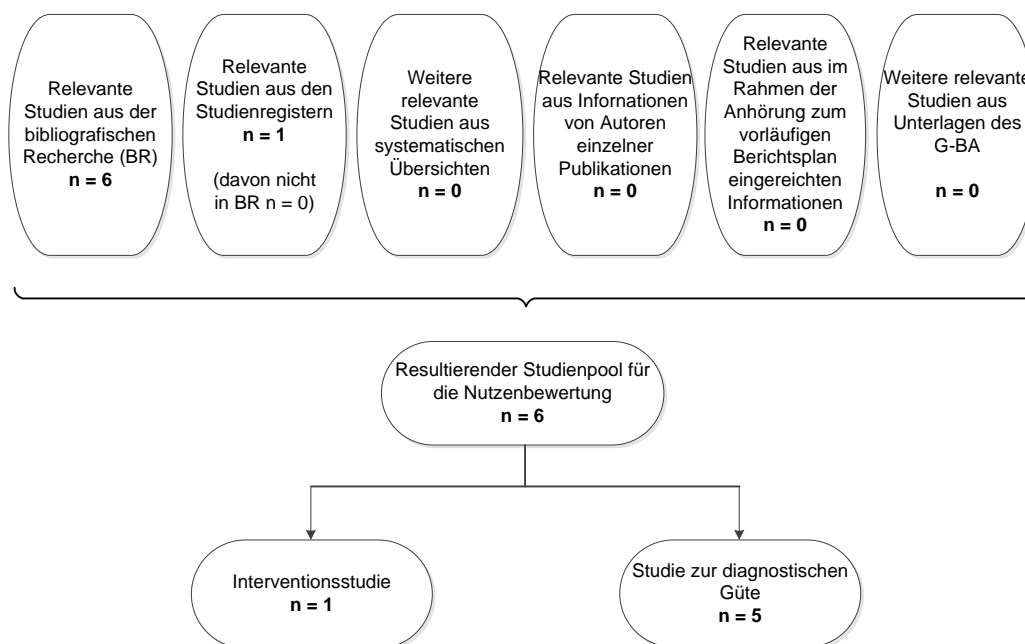 Relevante
Studien aus der
bibliografischen
Recherche (BR)
n = 6
Relevante
Studien aus den
Studienregistern
n = 1
(davon nicht
in BR n = 0)
Weitere
relevante
Studien aus
systematischen
Übersichten
n = 0
Relevante Studien
aus Infornationen
von Autoren
einzelner
Publikationen
n = 0
Relevante
Studien aus im
Rahmen der
Anhörung zum
vorläufigen
Berichtsplan
eingereichten
Informationen
n = 0
Weitere relevante
Studien aus
Unterlagen des
G-BA
n = 0
Resultierender Studienpool für
die Nutzenbewertung
n = 6
Interventionsstudie
n = 1
Studie zur diagnostischen
Güte
n = 5